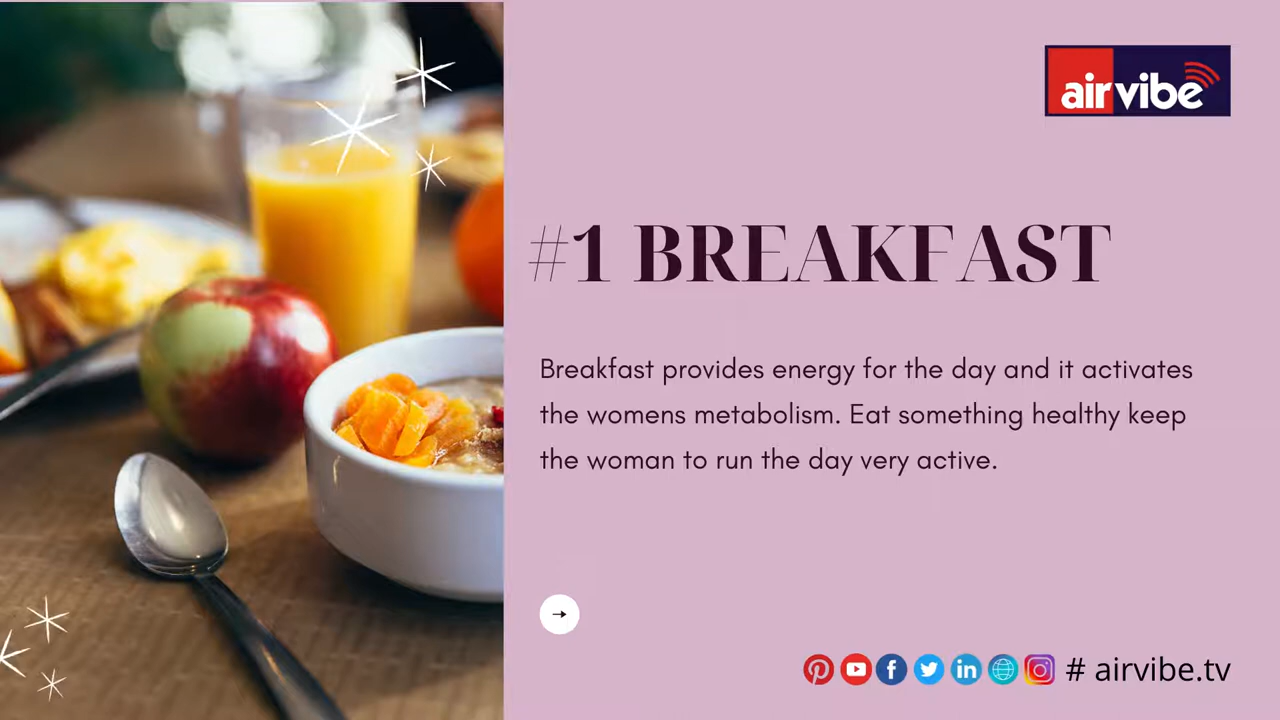 airvibe
#1 BREAKFAST
Breakfast provides energy for the day and it activates
the womens metabolism. Eat something healthy keep
the woman to run the day very active.
# airvibe.tv